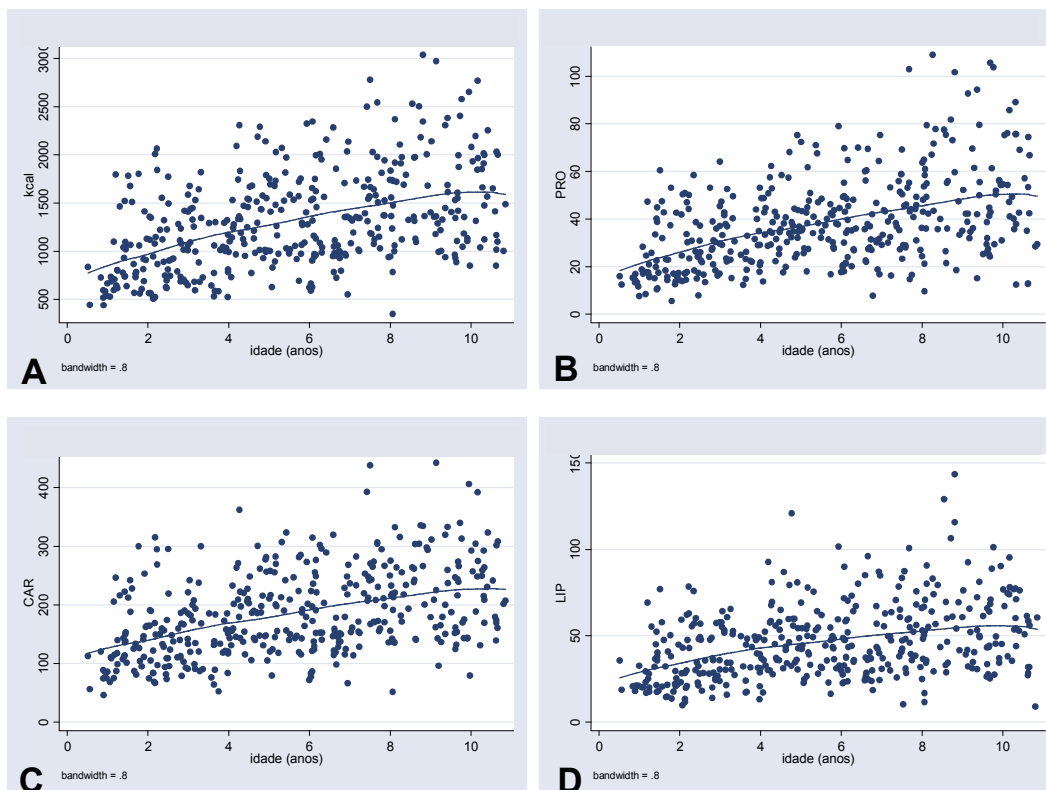 kcal
3000
2500
2000
1500
1000
500
0 2 4 6 8 10
idade (anos)
A
bandwidth = .8
PRO
100
80
60
40
20
0
0 2 4 6 8 10
idade (anos)
B
bandwidth = .8
CAR
400
300
200
100
0
0 2 4 6 8 10
idade (anos)
C
bandwidth = .8
LIP
150
100
50
0
0 2 4 6 8 10
idade (anos)
D
bandwidth = .8